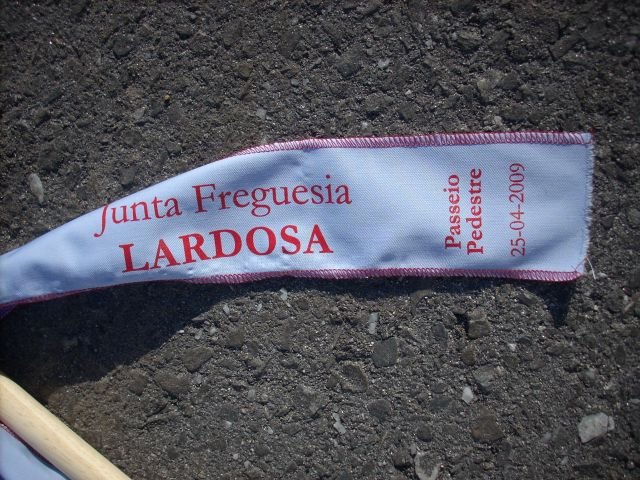 Junta Freguesia
LARDOSA
Passeio
Pedestre
25-04-2009